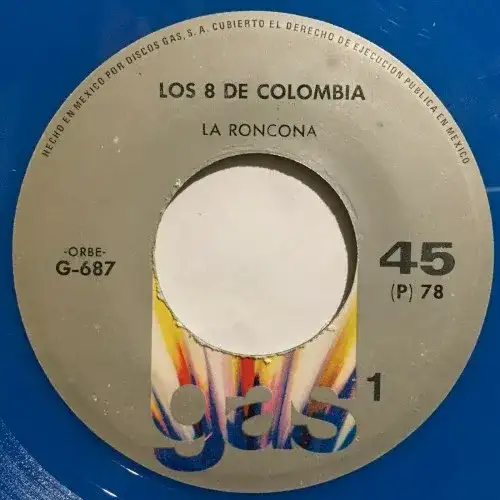 HECHO EN MEXICO POR DISCOS GAS, S. A. CUBIERTO EL DERECHO DE EJECUCION PUBLICA EN MEXICO
LOS 8 DE COLOMBIA
LA RONCONA
-ORBE-
G-687
45
(P) 78
gas 1